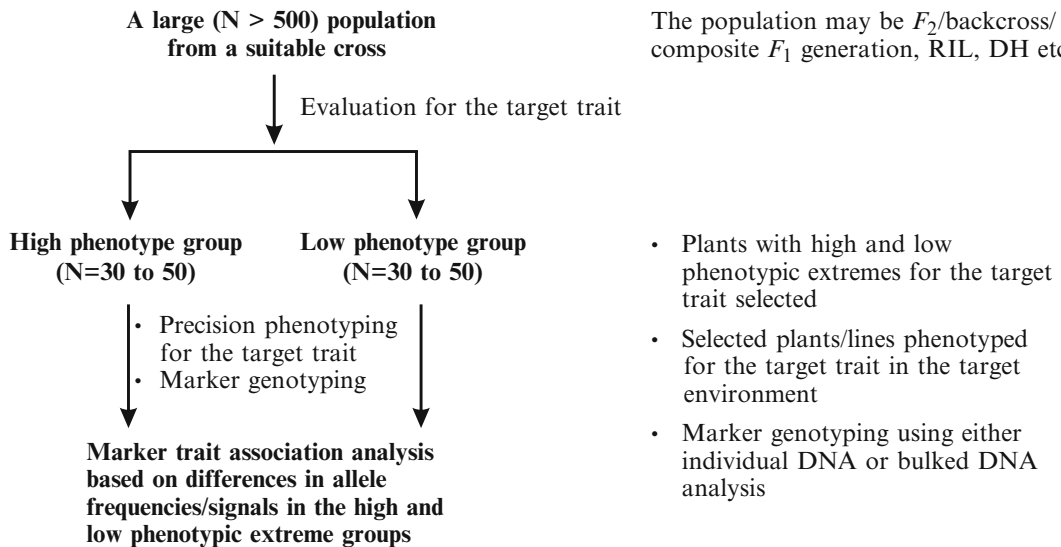 A large (N > 500) population
from a suitable cross
The population may be F₂/backcross/
composite F₁ generation, RIL, DH etc
Evaluation for the target trait
High phenotype group
(N=30 to 50)
Low phenotype group
(N=30 to 50)
• Plants with high and low
phenotypic extremes for the target
trait selected
• Precision phenotyping
for the target trait
• Marker genotyping
• Selected plants/lines phenotyped
for the target trait in the target
environment
Marker trait association analysis
based on differences in allele
frequencies/signals in the high and
low phenotypic extreme groups
• Marker genotyping using either
individual DNA or bulked DNA
analysis